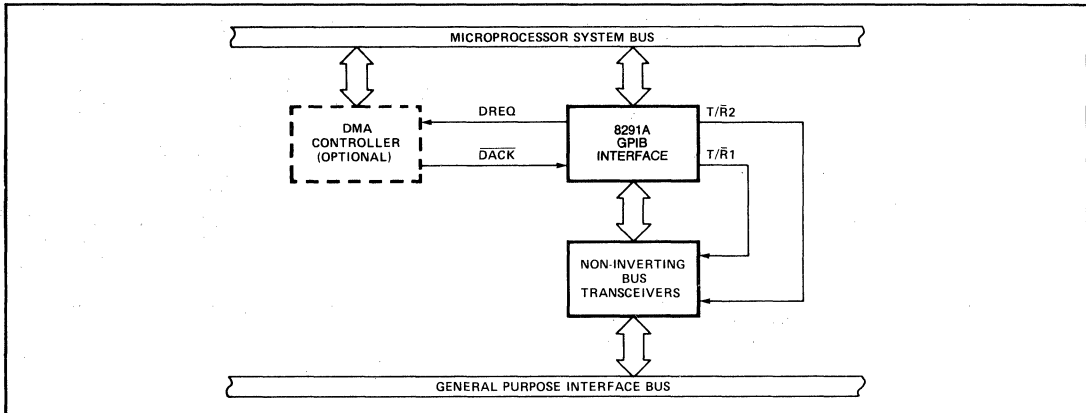 MICROPROCESSOR SYSTEM BUS
DMA
CONTROLLER
(OPTIONAL)
DREQ
D̅A̅C̅K̅
8291A
GPIB
INTERFACE
T/R̅2
T/R̅1
NON-INVERTING
BUS
TRANSCEIVERS
GENERAL PURPOSE INTERFACE BUS